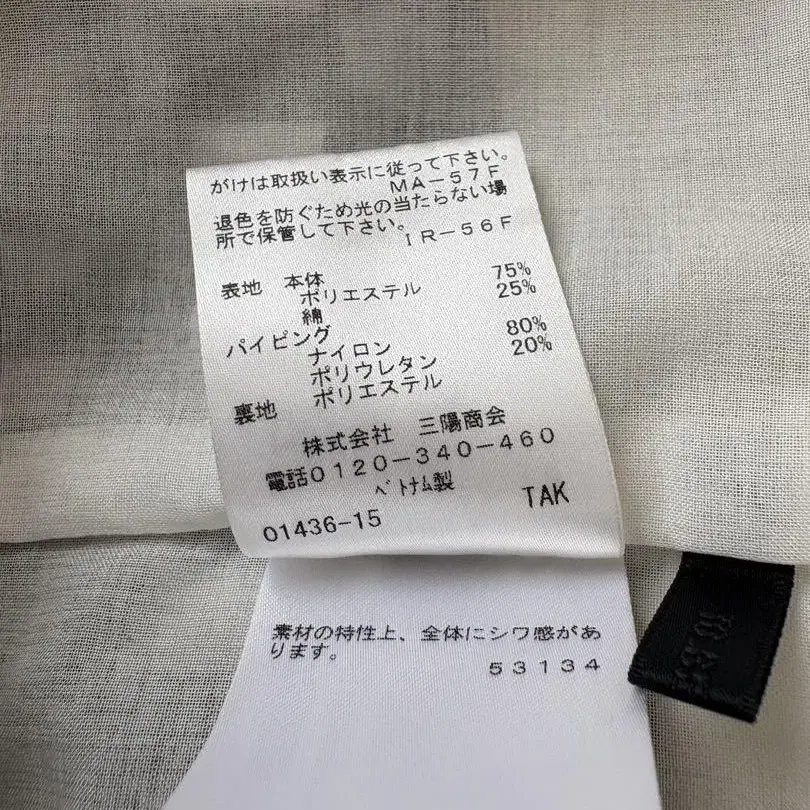 がけは取扱い表示に従って下さい。
MA-57F
退色を防ぐため光の当たらない場
所で保管して下さい。
IR-56F
表地 本体
ポリエステル 75%
綿 25%
パイピング
ナイロン 80%
ポリウレタン 20%
裏地 ポリエステル
株式会社 三陽商会
電話0120-340-460
ベトナム製
01436-15 TAK
素材の特性上、全体にシワ感があ
ります。
53134